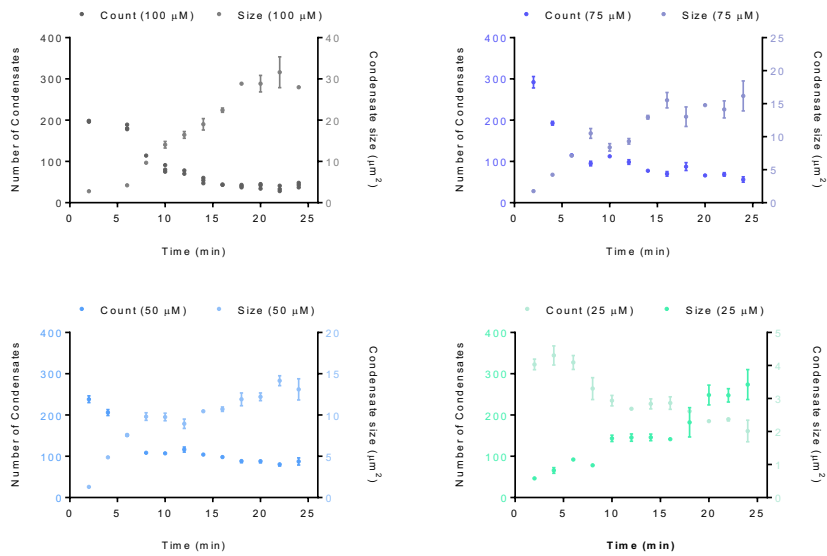 Count (100 μM) Size (100 μM)
400 40
300 30
200 20
100 10
0 0
0 5 10 15 20 25
Number of Condensates
Condensate size (μm²)
Time (min)
Count (75 μM) Size (75 μM)
400 25
20
300
15
200
10
100
5
0 0
0 5 10 15 20 25
Number of Condensates
Condensate size (μm²)
Time (min)
Count (50 μM) Size (50 μM)
400 20
300 15
200 10
100 5
0 0
0 5 10 15 20 25
Number of Condensates
Condensate size (μm²)
Time (min)
Count (25 μM) Size (25 μM)
400 5
4
300
3
200
2
100
1
0 0
0 5 10 15 20 25
Number of Condensates
Condensate size (μm²)
Time (min)